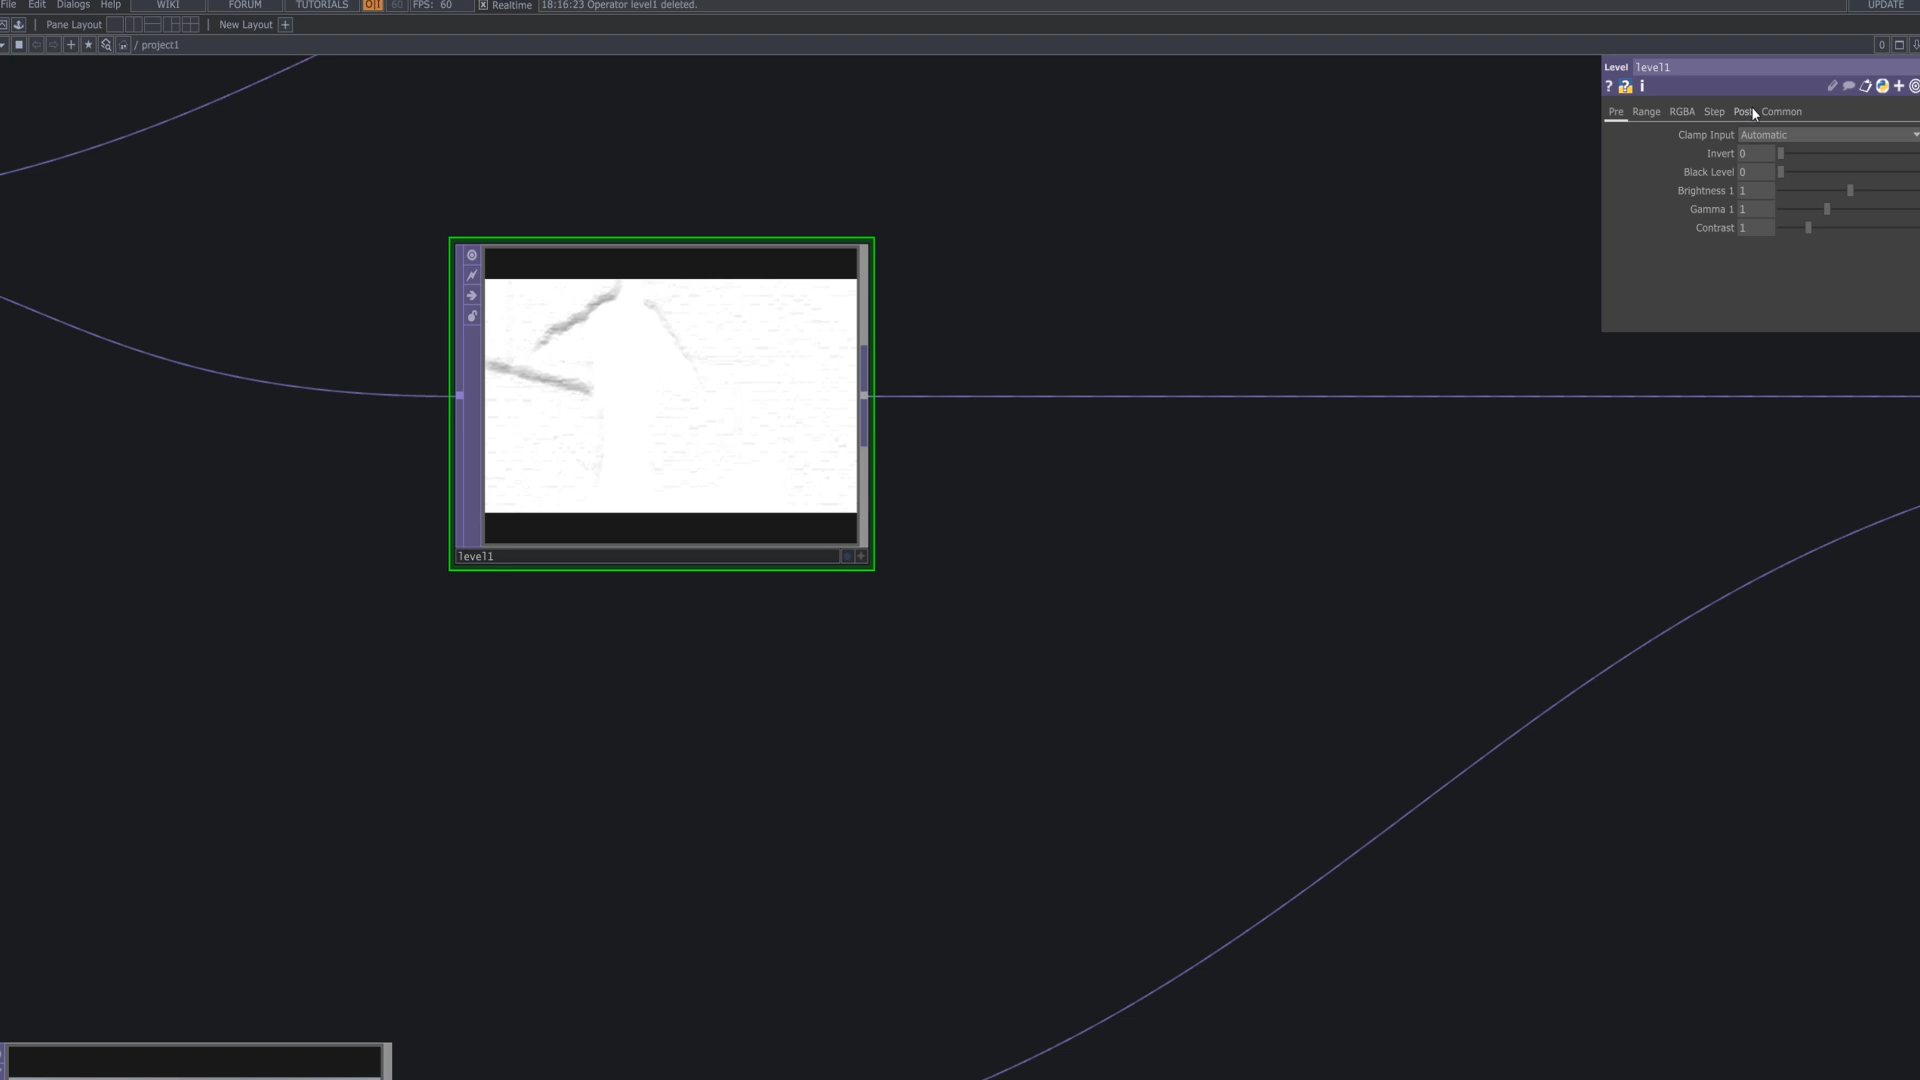 File Edit Dialogs Help WIKI FORUM TUTORIALS O|I 60 FPS: 60 Realtime 18:16:23 Operator level1 deleted. UPDATE
Pane Layout New Layout +
/ project1 0
Level level1
? ? i
Pre Range RGBA Step Post Common
Clamp Input Automatic
Invert 0
Black Level 0
Brightness 1 1
Gamma 1 1
Contrast 1
level1